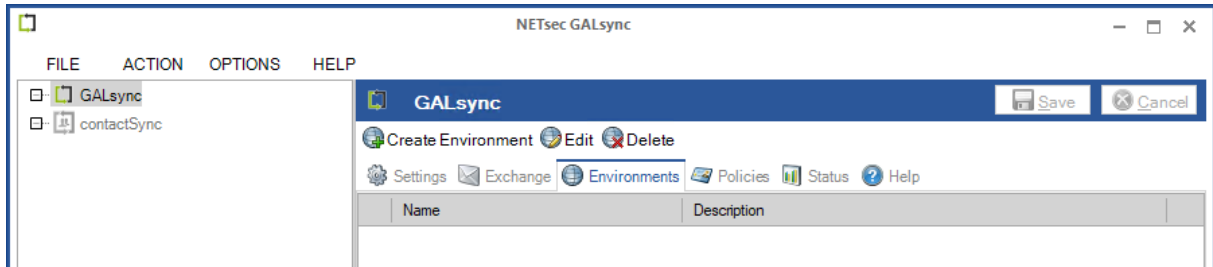 NETsec GALsync
FILE ACTION OPTIONS HELP
GALsync
contactSync
GALsync Save Cancel
Create Environment Edit Delete
Settings Exchange Environments Policies Status Help
Name Description